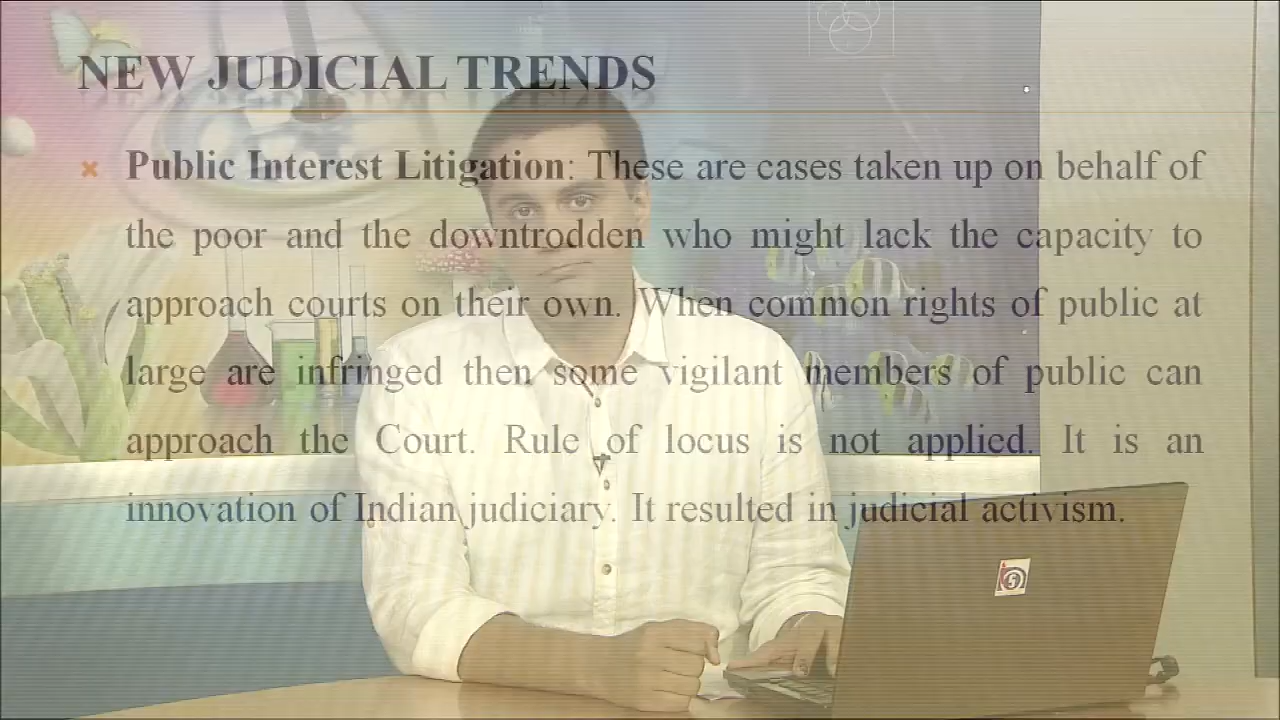 NEW JUDICIAL TRENDS
Public Interest Litigation: These are cases taken up on behalf of
the poor and the downtrodden who might lack the capacity to
approach courts on their own. When common rights of public at
large are infringed then some vigilant members of public can
approach the Court. Rule of locus is not applied. It is an
innovation of Indian judiciary. It resulted in judicial activism.